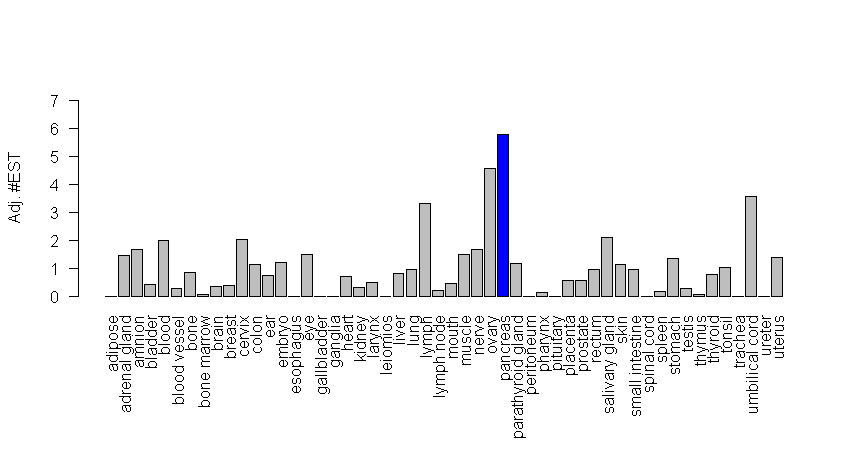 Adj. #EST
7
6
5
4
3
2
1
0
adipose
adrenal gland
amnion
bladder
blood
blood vessel
bone
bone marrow
brain
breast
cervix
colon
ear
embryo
esophagus
eye
gallbladder
ganglia
heart
kidney
larynx
leiomios
liver
lung
lymph
lymph node
mouth
muscle
nerve
ovary
pancreas
parathyroid gland
peritoneum
pharynx
pituitary
placenta
prostate
rectum
salivary gland
skin
small intestine
spinal cord
spleen
stomach
testis
thymus
thyroid
tonsil
trachea
umbilical cord
ureter
uterus